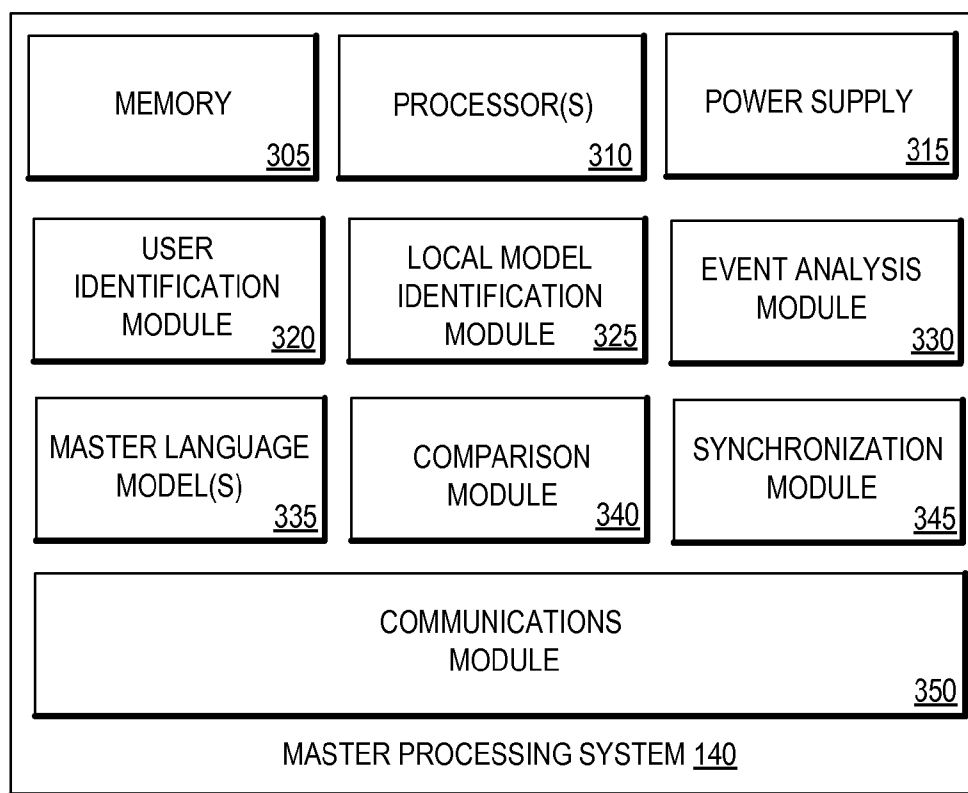 MEMORY
305
PROCESSOR(S)
310
POWER SUPPLY
315
USER
IDENTIFICATION
MODULE
320
LOCAL MODEL
IDENTIFICATION
MODULE
325
EVENT ANALYSIS
MODULE
330
MASTER LANGUAGE
MODEL(S)
335
COMPARISON
MODULE
340
SYNCHRONIZATION
MODULE
345
COMMUNICATIONS
MODULE
350
MASTER PROCESSING SYSTEM 140